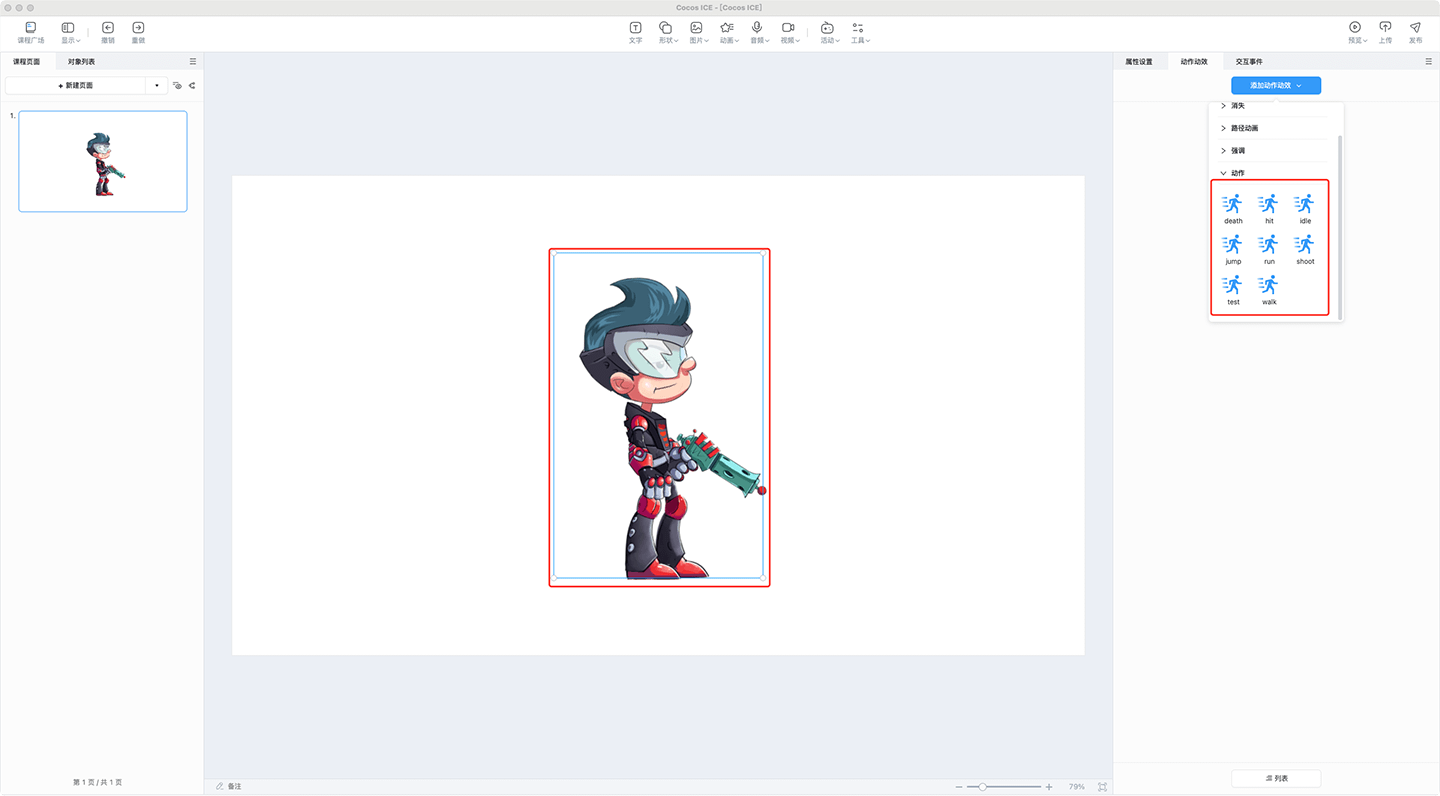 Cocos ICE - [Cocos ICE]
课程广场 显示 撤销 重做 文字 形状 图片 动画 音频 视频 活动 工具 预览 上传 发布
课程页面 对象列表 属性设置 动作动效 交互事件
+ 新建页面 添加动作动效
1.
消失
路径动画
强调
动作
death hit idle
jump run shoot
test walk
第 1 页 / 共 1 页
备注 79% 列表